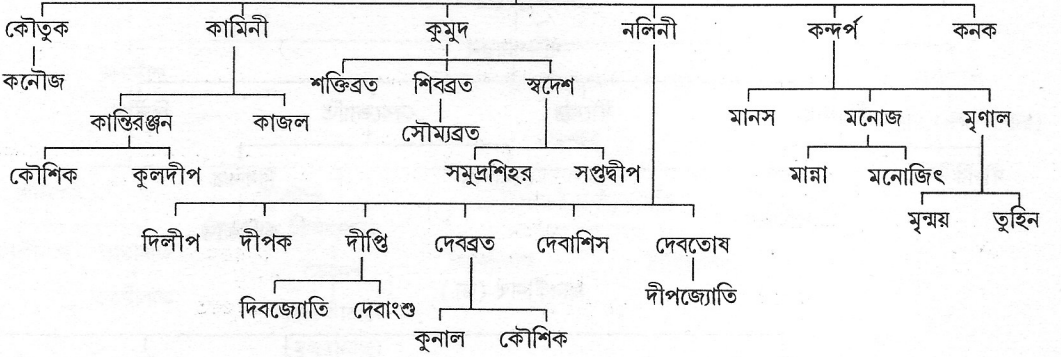 কৌতুক কামিনী কুমুদ নলিনী কন্দর্প কনক
কনৌজ শক্তিব্রত শিবব্রত স্বদেশ
কান্তিরঞ্জন কাজল সৌম্যব্রত মানস মনোজ মৃণাল
কৌশিক কুলদীপ সমুদ্রশিহর সপ্তদ্বীপ মান্না মনোজিৎ
মৃন্ময় তুহিন
দিলীপ দীপক দীপ্তি দেবব্রত দেবাশিস দেবতোষ
দিবজ্যোতি দেবাংশু দীপজ্যোতি
কুনাল কৌশিক